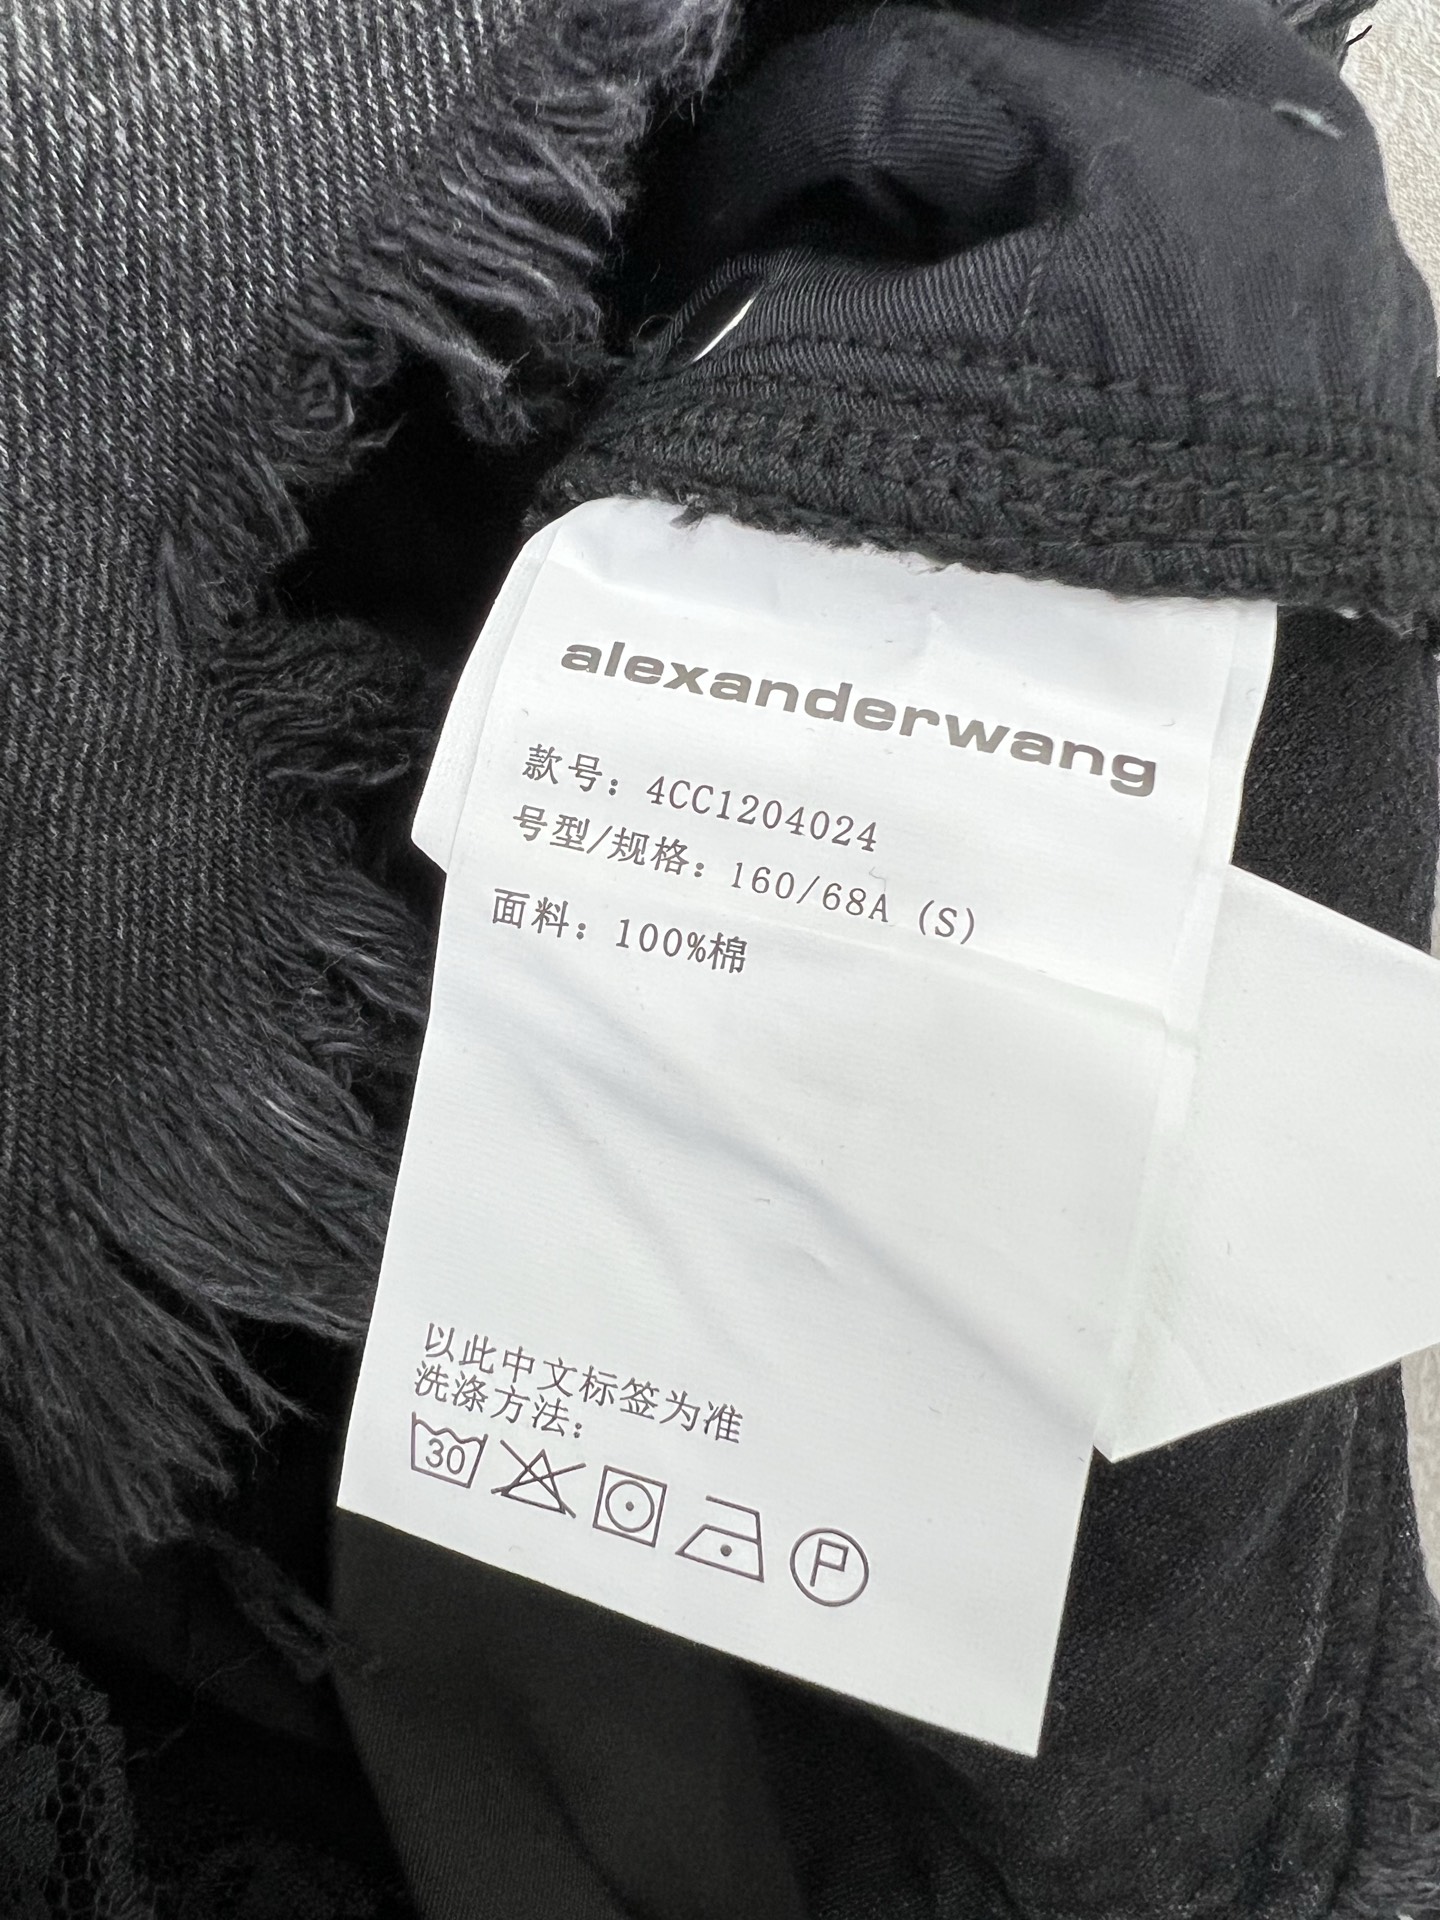 alexanderwang
款号：4CC1204024
号型/规格：160/68A (S)
面料：100%棉
以此中文标签为准
洗涤方法：
30
P